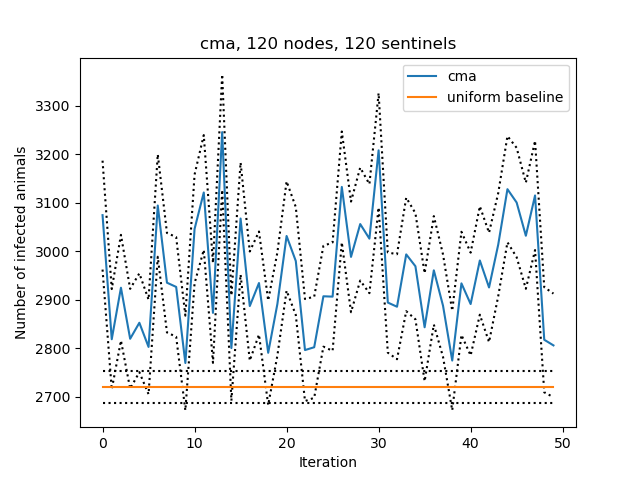 cma, 120 nodes, 120 sentinels
cma
uniform baseline
Number of infected animals
3300
3200
3100
3000
2900
2800
2700
0 10 20 30 40 50
Iteration